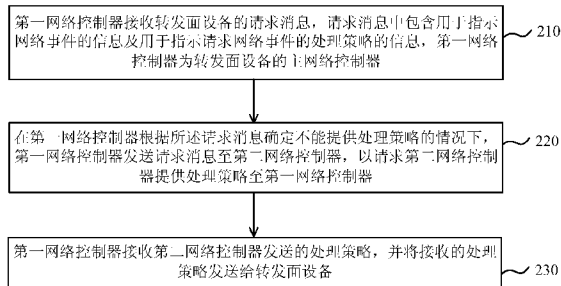 第一网络控制器接收转发面设备的请求消息，请求消息中包含用于指示
网络事件的信息及用于指示请求网络事件的处理策略的信息，第一网络
控制器为转发面设备的主网络控制器
210
在第一网络控制器根据所述请求消息确定不能提供处理策略的情况下，
第一网络控制器发送请求消息至第二网络控制器，以请求第二网络控制
器提供处理策略至第一网络控制器
220
第一网络控制器接收第二网络控制器发送的处理策略，并将接收的处理
策略发送给转发面设备
230